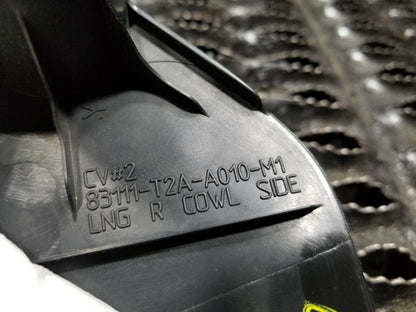 CV#2
83111-T2A-A010-M1
LNG R COWL SIDE